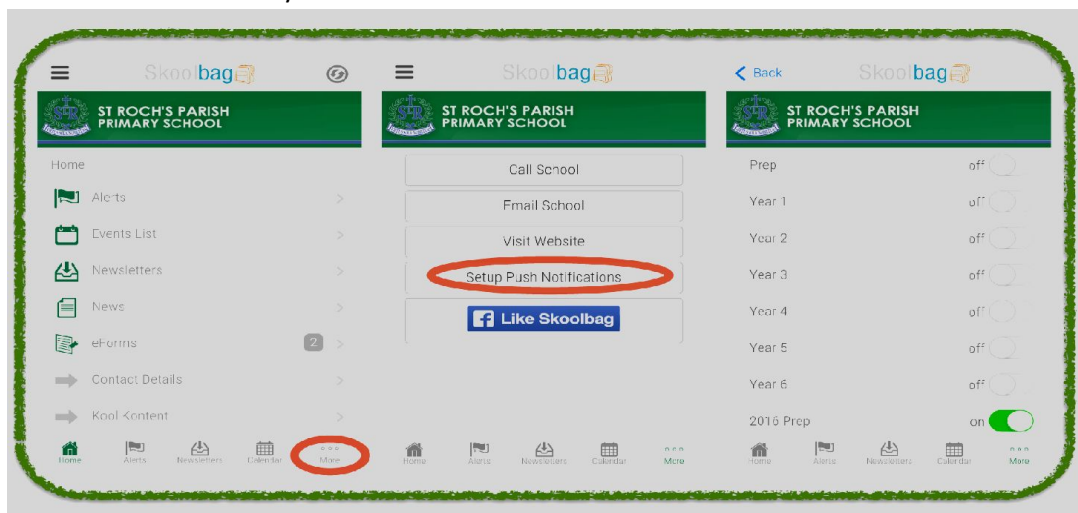 Skoolbag
ST ROCH'S PARISH
PRIMARY SCHOOL
Home
Alerts
Events List
Newsletters
News
eForms 2
Contact Details
Kool Kontent
Home Alerts Newsletters Calendar More
Skoolbag
ST ROCH'S PARISH
PRIMARY SCHOOL
Call School
Email School
Visit Website
Setup Push Notifications
f Like Skoolbag
Home Alerts Newsletters Calendar More
Back Skoolbag
ST ROCH'S PARISH
PRIMARY SCHOOL
Prep off
Year 1 off
Year 2 off
Year 3 off
Year 4 off
Year 5 off
Year 6 off
2016 Prep on
Home Alerts Newsletters Calendar More